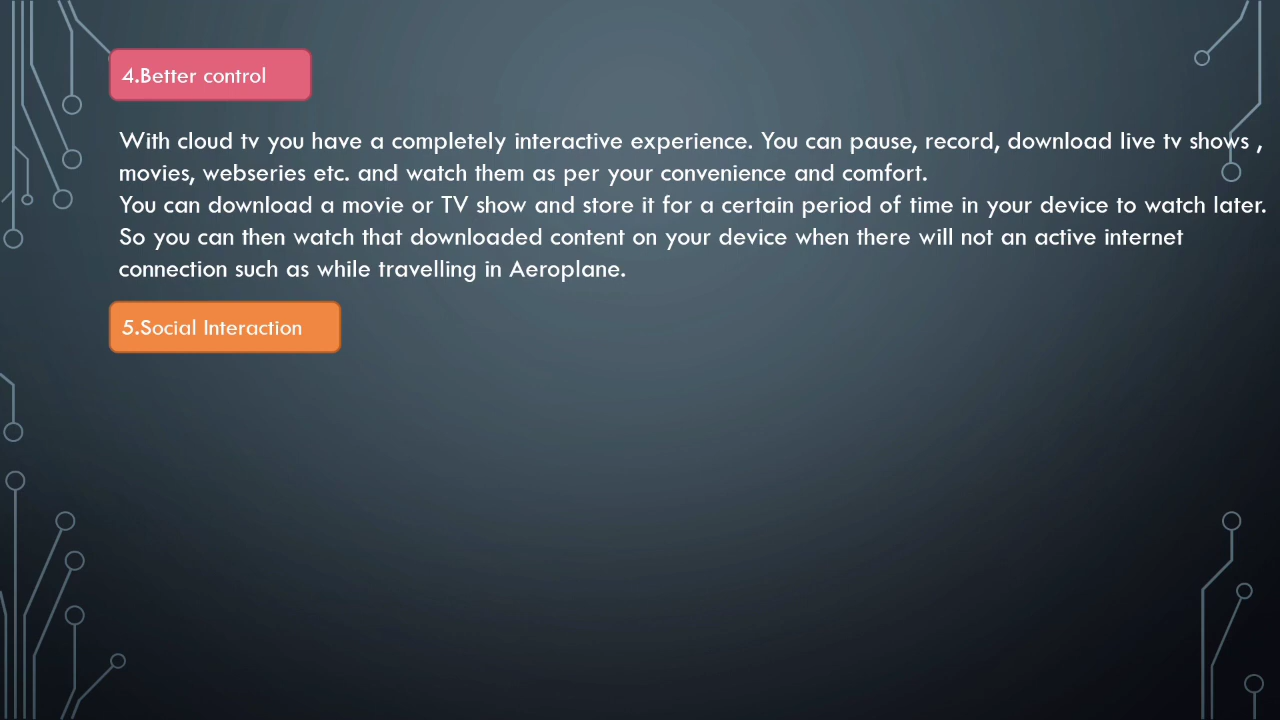 4.Better control
With cloud tv you have a completely interactive experience. You can pause, record, download live tv shows ,
movies, webseries etc. and watch them as per your convenience and comfort.
You can download a movie or TV show and store it for a certain period of time in your device to watch later.
So you can then watch that downloaded content on your device when there will not an active internet
connection such as while travelling in Aeroplane.
5.Social Interaction